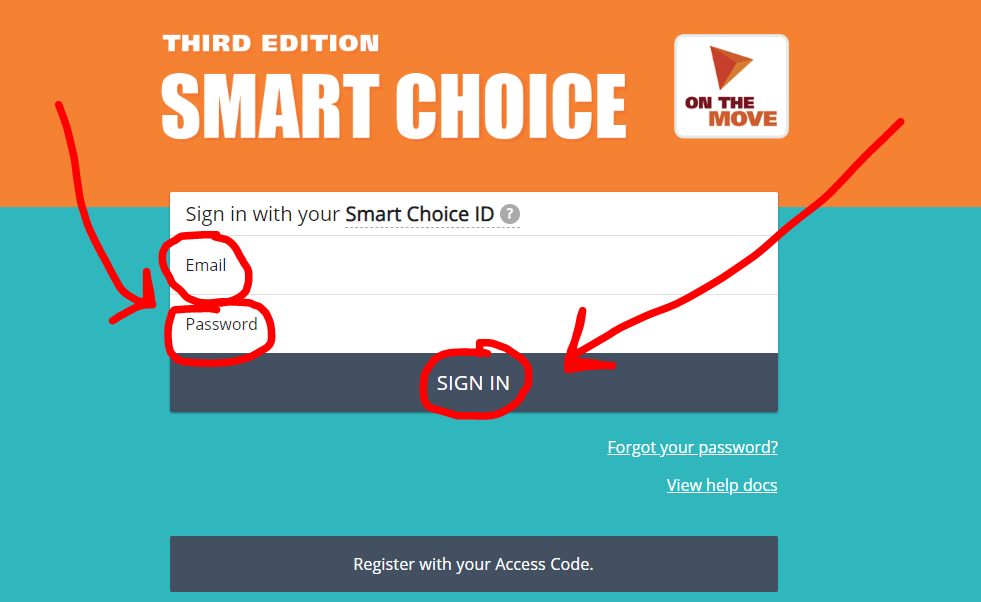 THIRD EDITION
SMART CHOICE
ON THE
MOVE
Sign in with your Smart Choice ID ?
Email
Password
SIGN IN
Forgot your password?
View help docs
Register with your Access Code.